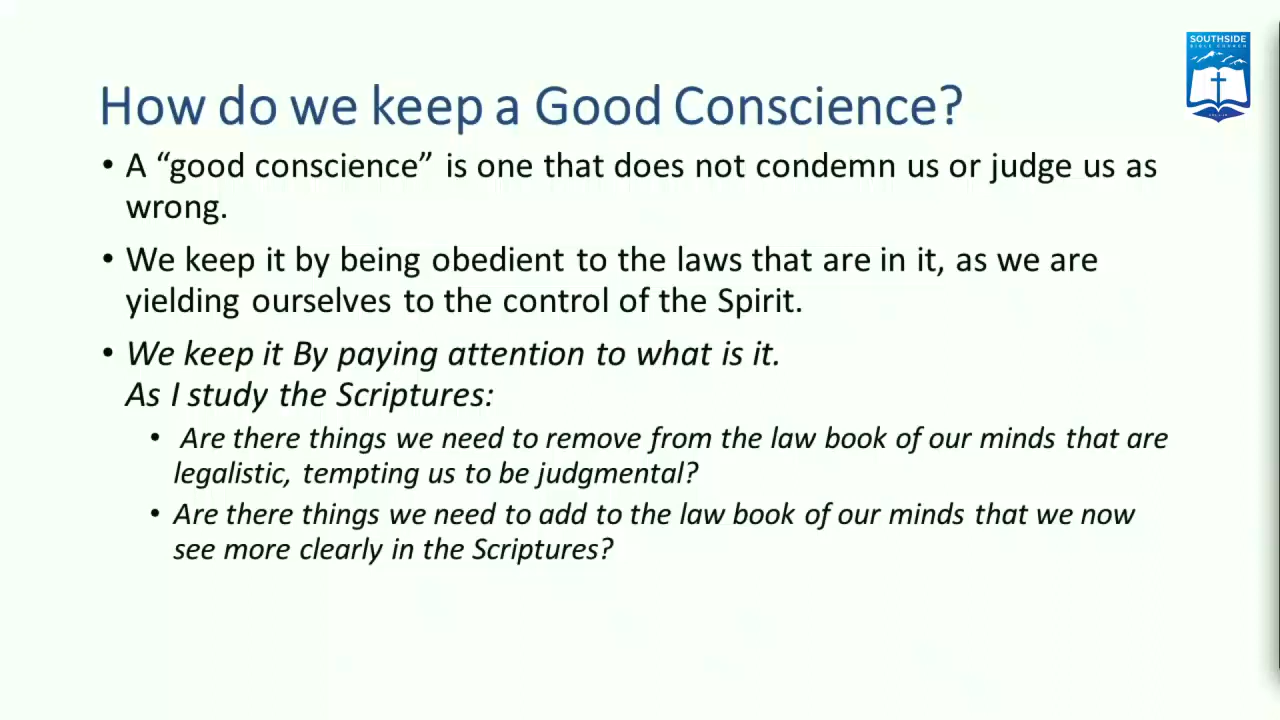 SOUTHSIDE
BIBLE CHURCH
How do we keep a Good Conscience?
• A “good conscience” is one that does not condemn us or judge us as
wrong.
• We keep it by being obedient to the laws that are in it, as we are
yielding ourselves to the control of the Spirit.
• We keep it By paying attention to what is it.
As I study the Scriptures:
• Are there things we need to remove from the law book of our minds that are
legalistic, tempting us to be judgmental?
• Are there things we need to add to the law book of our minds that we now
see more clearly in the Scriptures?